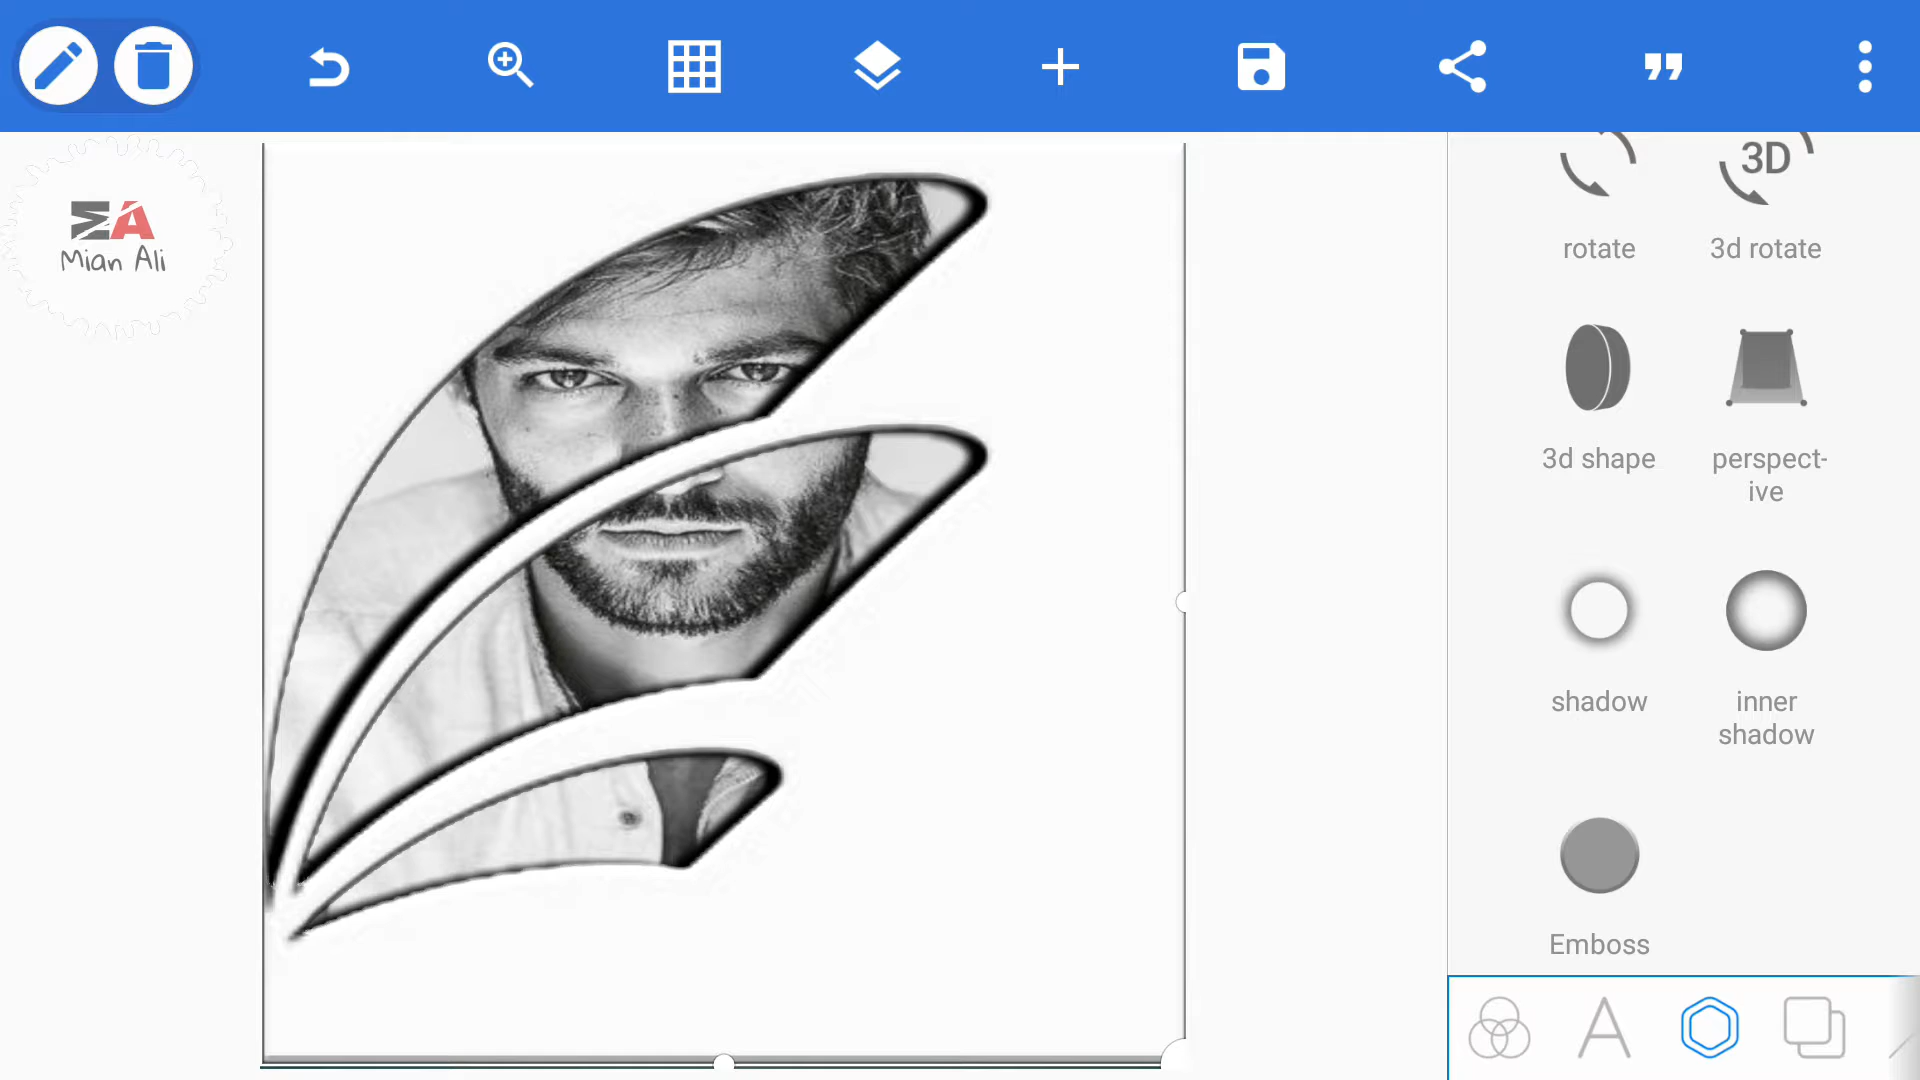 MA
Mian Ali
rotate
3D
3d rotate
3d shape
perspect-
ive
shadow
inner
shadow
Emboss
A